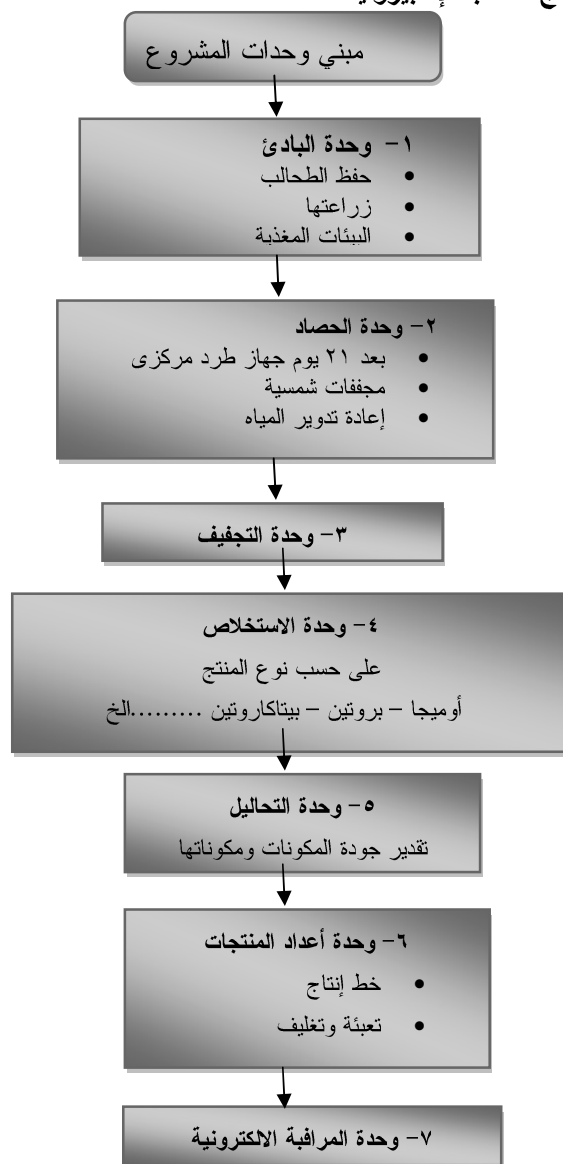 مبني وحدات المشروع
١- وحدة البادئ
• حفظ الطحالب
• زراعتها
• البيئات المغذية
٢- وحدة الحصاد
• بعد ٢١ يوم جهاز طرد مركزى
• مجففات شمسية
• إعادة تدوير المياه
٣- وحدة التجفيف
٤- وحدة الاستخلاص
على حسب نوع المنتج
أوميجا – بروتين – بيتاكاروتين .........الخ
٥- وحدة التحاليل
تقدير جودة المكونات ومكوناتها
٦- وحدة أعداد المنتجات
• خط إنتاج
• تعبئة وتغليف
٧- وحدة المراقبة الالكترونية